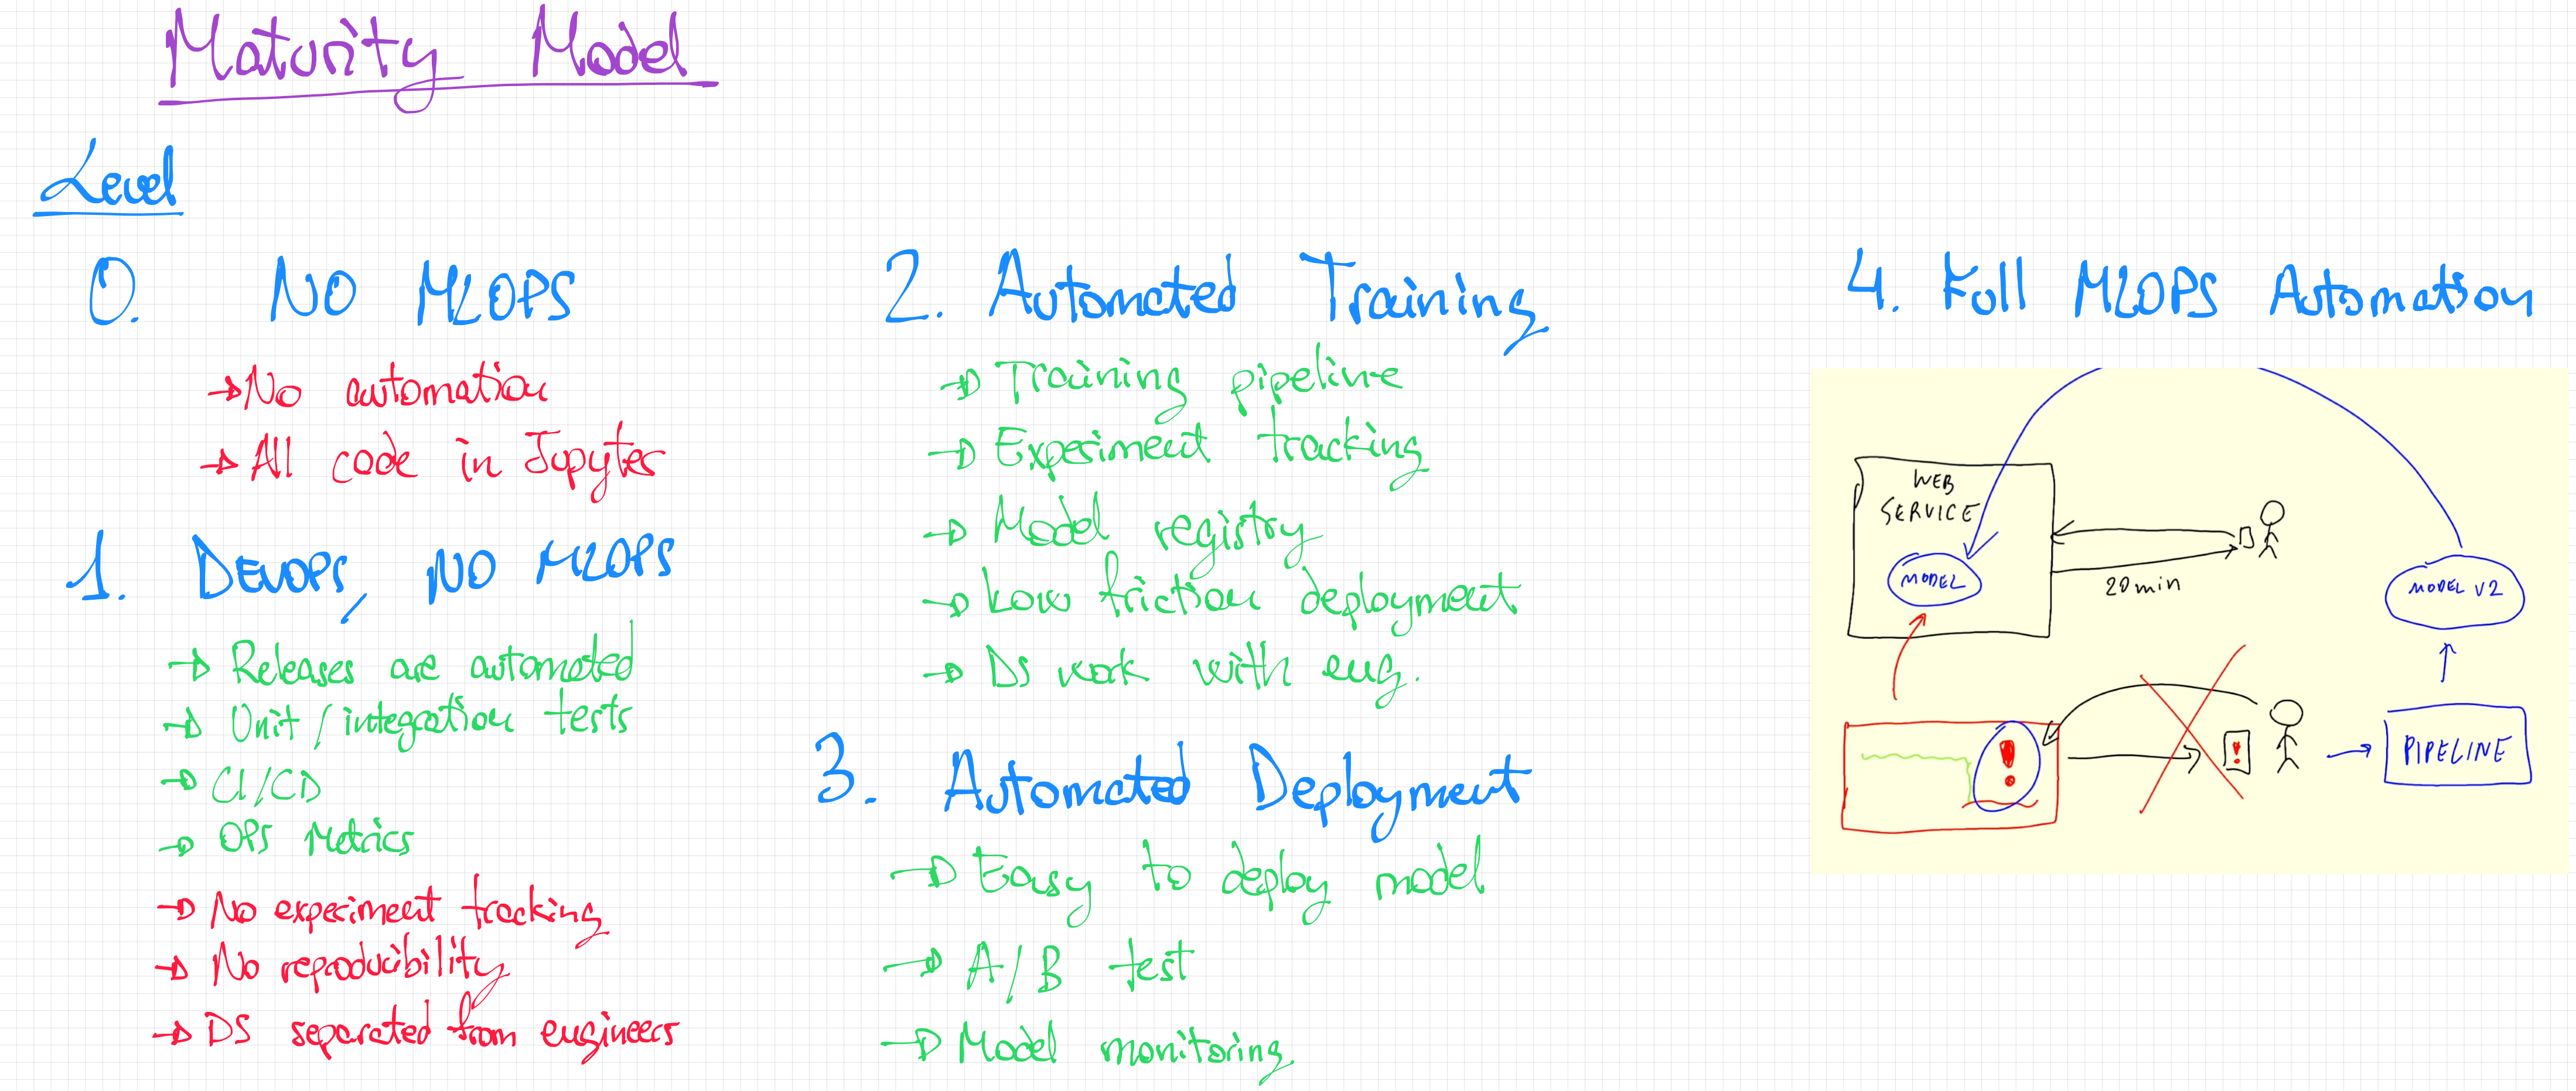 Maturity Model
Level
0. NO MLOPS
→ No automation
→ All code in Jupyter
1. DEVOPS, NO MLOPS
→ Releases are automated
→ Unit / integration tests
→ CI/CD
→ OPS Metrics
→ No experiment tracking
→ No reproducibility
→ DS separated from engineers
2. Automated Training
→ Training pipeline
→ Experiment tracking
→ Model registry
→ Low friction deployment
→ DS work with eng.
3. Automated Deployment
→ Easy to deploy model
→ A/B test
→ Model monitoring
4. Full MLOPS Automation
WEB
SERVICE
MODEL
20 min
MODEL V2
!
!
PIPELINE